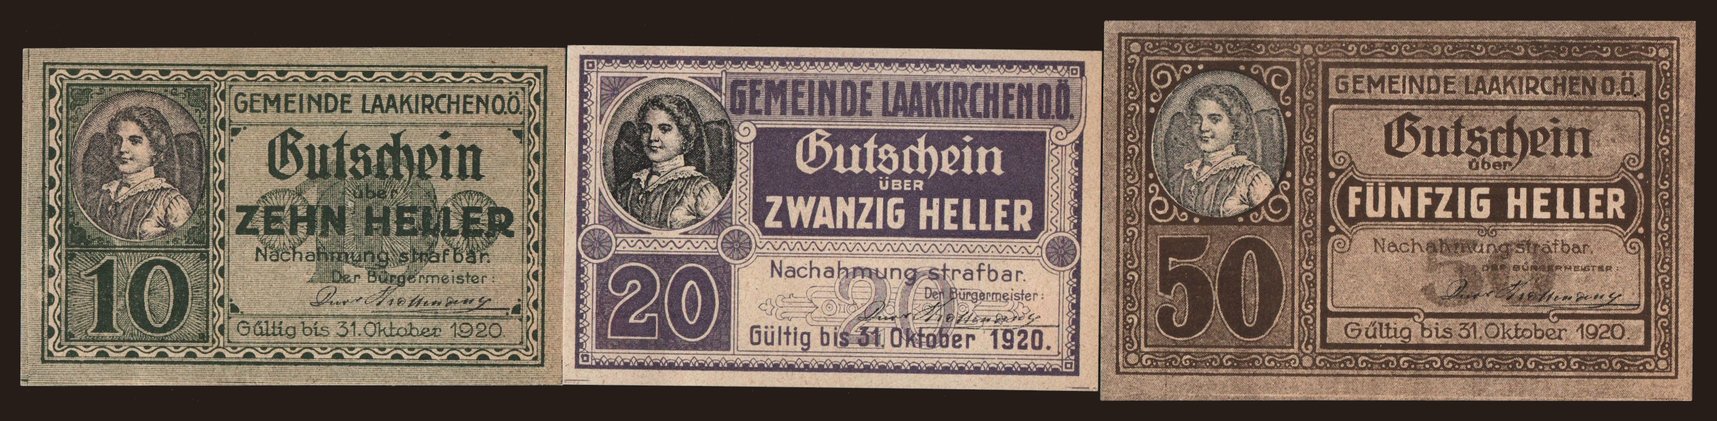 GEMEINDE LAAKIRCHEN O.Ö.
Gutschein
über
ZEHN HELLER
Nachahmung strafbar.
Der Bürgermeister:
10
Gültig bis 31. Oktober 1920
GEMEINDE LAAKIRCHEN O.Ö.
Gutschein
ÜBER
ZWANZIG HELLER
20
Nachahmung strafbar.
20
Der Bürgermeister:
Gültig bis 31. Oktober 1920.
GEMEINDE LAAKIRCHEN O.Ö.
Gutschein
über
FÜNFZIG HELLER
50
Nachahmung strafbar.
50
DER BÜRGERMEISTER:
Gültig bis 31. Oktober 1920.